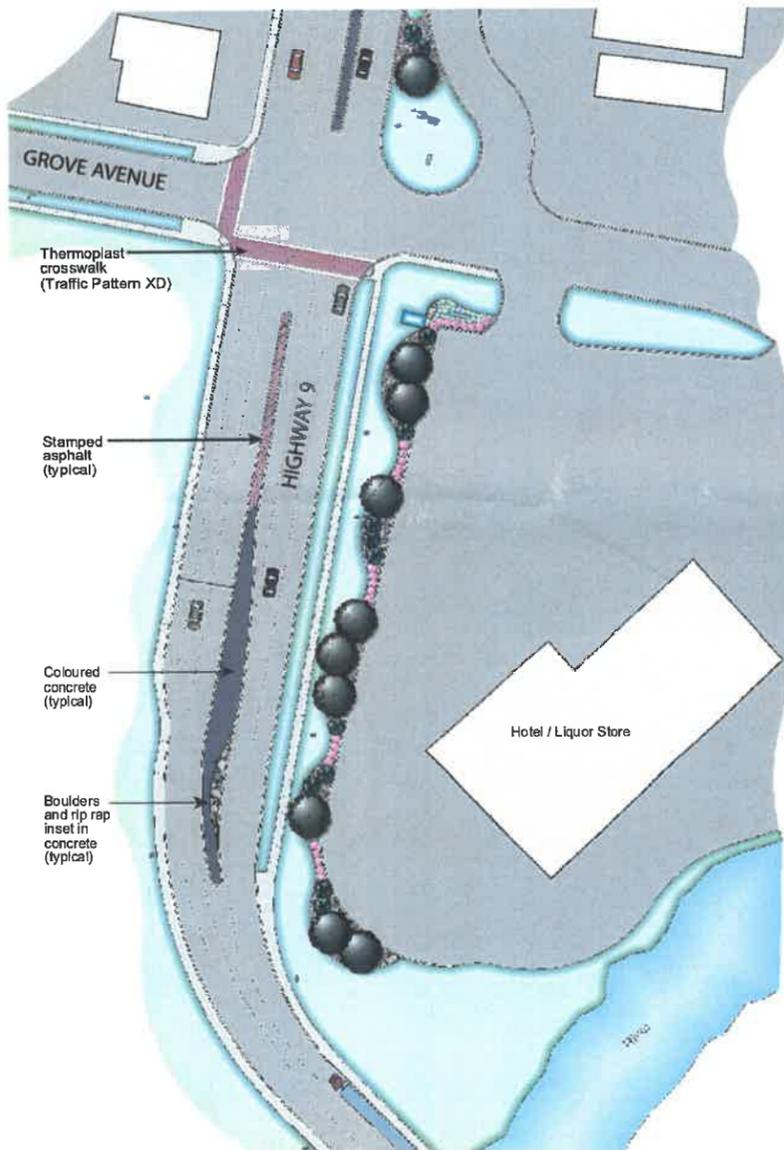 GROVE AVENUE
Thermoplast
crosswalk
(Traffic Pattern XD)
Stamped
asphalt
(typical)
HIGHWAY 9
Coloured
concrete
(typical)
Hotel / Liquor Store
Boulders
and rip rap
inset in
concrete
(typical)